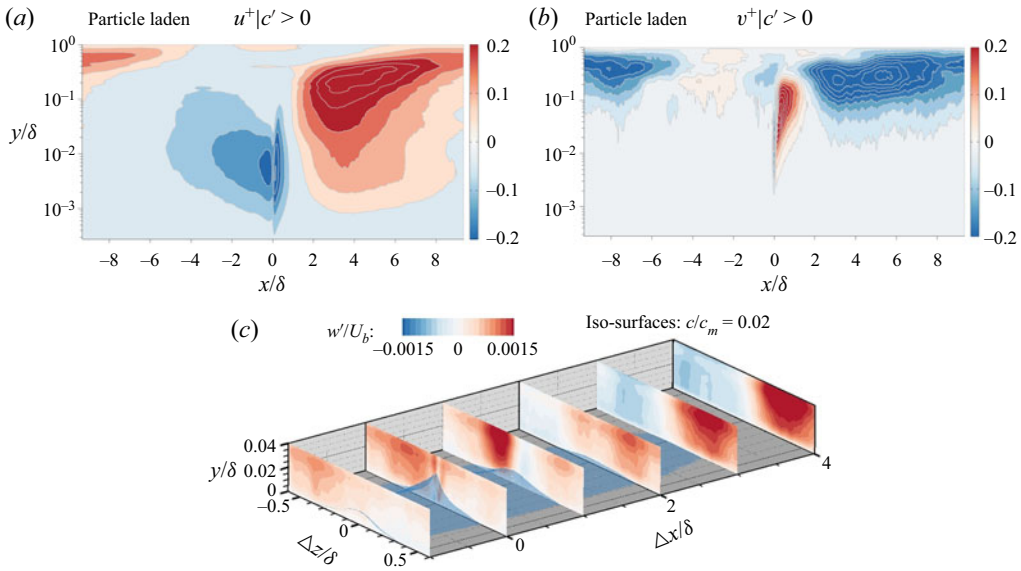 (a) Particle laden u⁺|c′ > 0
10⁰
10⁻¹
y/δ
10⁻²
10⁻³
−8 −6 −4 −2 0 2 4 6 8
x/δ
0.2
0.1
0
−0.1
−0.2
(b) Particle laden v⁺|c′ > 0
10⁰
10⁻¹
10⁻²
10⁻³
−8 −6 −4 −2 0 2 4 6 8
x/δ
0.2
0.1
0
−0.1
−0.2
(c) w′/U_b:
−0.0015 0 0.0015
Iso-surfaces: c/c_m = 0.02
0.04
y/δ 0.02
0
−0.5
0
0.5
△z/δ
0
2
4
△x/δ